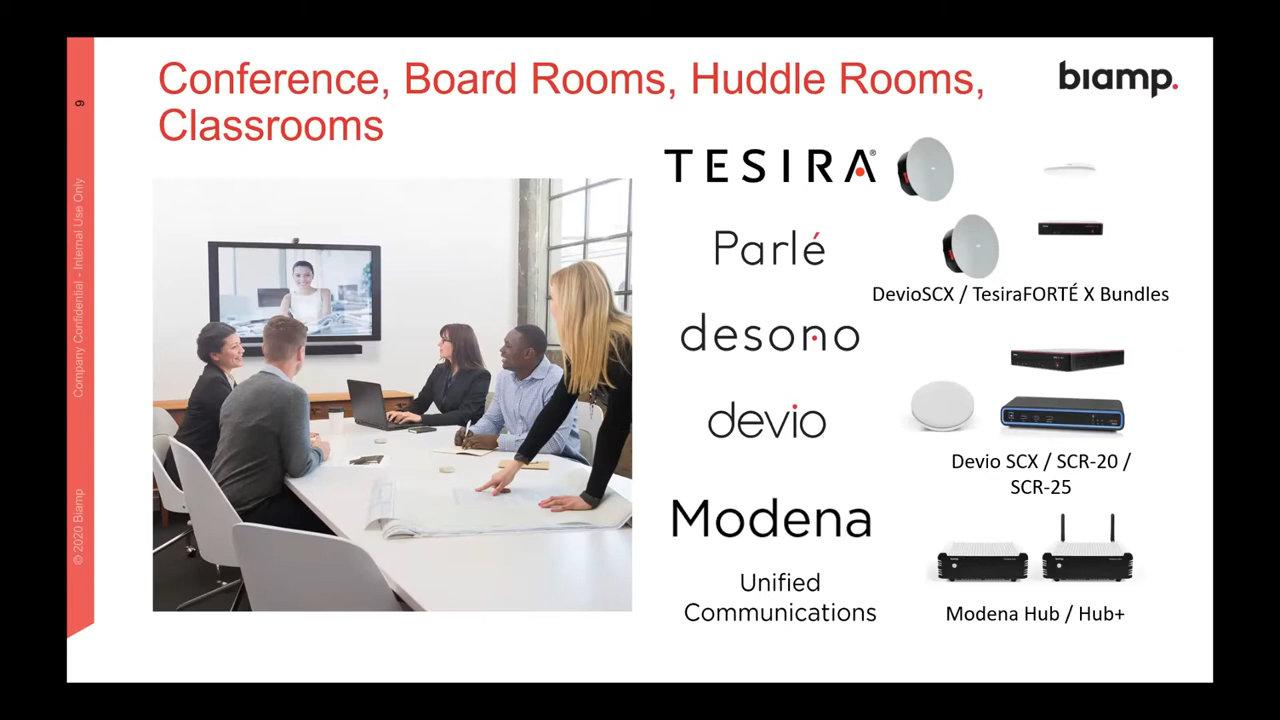 Conference, Board Rooms, Huddle Rooms,
Classrooms
biamp.
TESIRA®
Parlé
desono
devio
Modena
Unified
Communications
DevioSCX / TesiraFORTÉ X Bundles
Devio SCX / SCR-20 /
SCR-25
Modena Hub / Hub+
9
Company Confidential - Internal Use Only
© 2020 Biamp